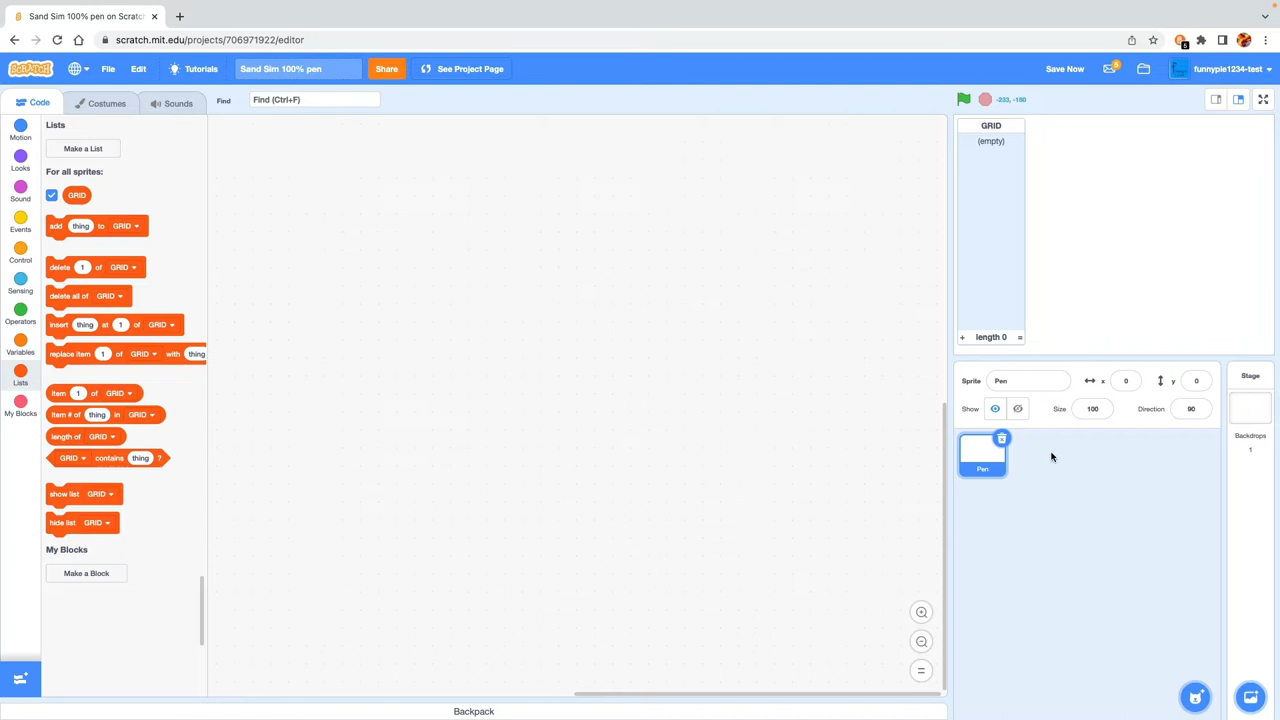 Sand Sim 100% pen on Scratch
scratch.mit.edu/projects/706971922/editor
5
SCRATCH
File
Edit
Tutorials
Sand Sim 100% pen
Share
See Project Page
Save Now
5
funnypie1234-test
Code
Costumes
Sounds
Find
Find (Ctrl+F)
-233, -180
Motion
Looks
Sound
Events
Control
Sensing
Operators
Variables
Lists
My Blocks
Lists
Make a List
For all sprites:
GRID
add thing to GRID
delete 1 of GRID
delete all of GRID
insert thing at 1 of GRID
replace item 1 of GRID with thing
item 1 of GRID
item # of thing in GRID
length of GRID
GRID contains thing ?
show list GRID
hide list GRID
My Blocks
Make a Block
GRID
(empty)
+ length 0 =
Sprite Pen x 0 y 0
Show Size 100 Direction 90
Pen
Stage
Backdrops
1
Backpack